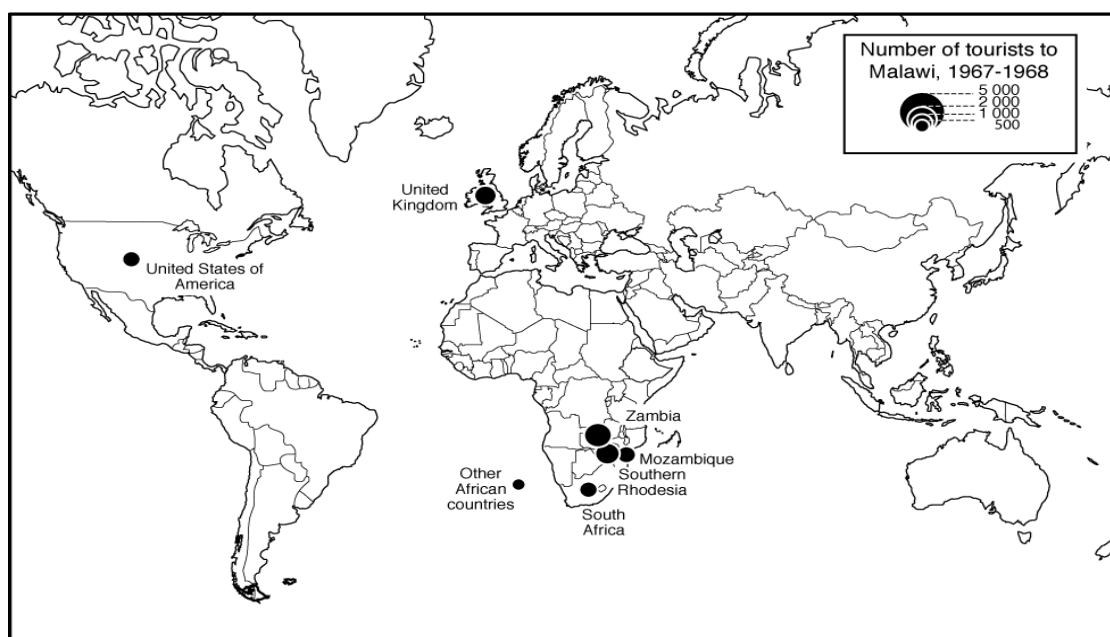 Number of tourists to
Malawi, 1967-1968
5 000
2 000
1 000
500
United
Kingdom
United States of
America
Zambia
Mozambique
Southern
Rhodesia
Other
African
countries
South
Africa